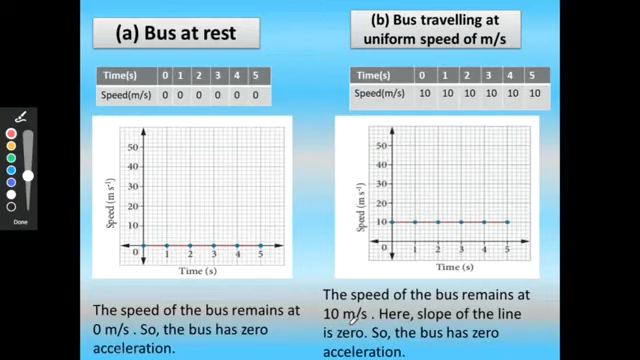 (a) Bus at rest
Time(s) 0 1 2 3 4 5
Speed(m/s) 0 0 0 0 0 0
50
40
30
20
10
0
1 2 3 4 5
Speed (m s⁻¹)
Time (s)
The speed of the bus remains at
0 m/s . So, the bus has zero
acceleration.
(b) Bus travelling at
uniform speed of m/s
Time(s) 0 1 2 3 4 5
Speed(m/s) 10 10 10 10 10 10
50
40
30
20
10
0
1 2 3 4 5
Speed (m s⁻¹)
Time (s)
The speed of the bus remains at
10 m/s . Here, slope of the line
is zero. So, the bus has zero
acceleration.
Done